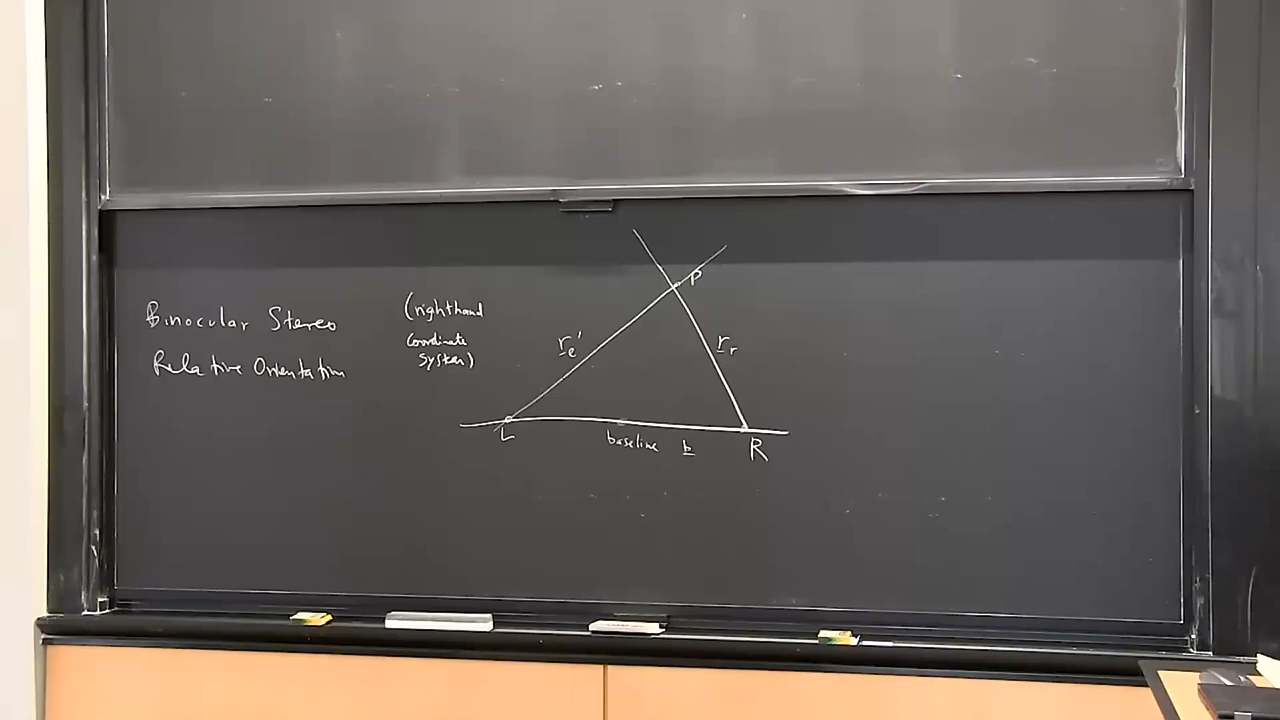 Binocular Stereo
Relative Orientation
(righthand
coordinate
system)
P
r_l'
r_r
L
baseline b
R